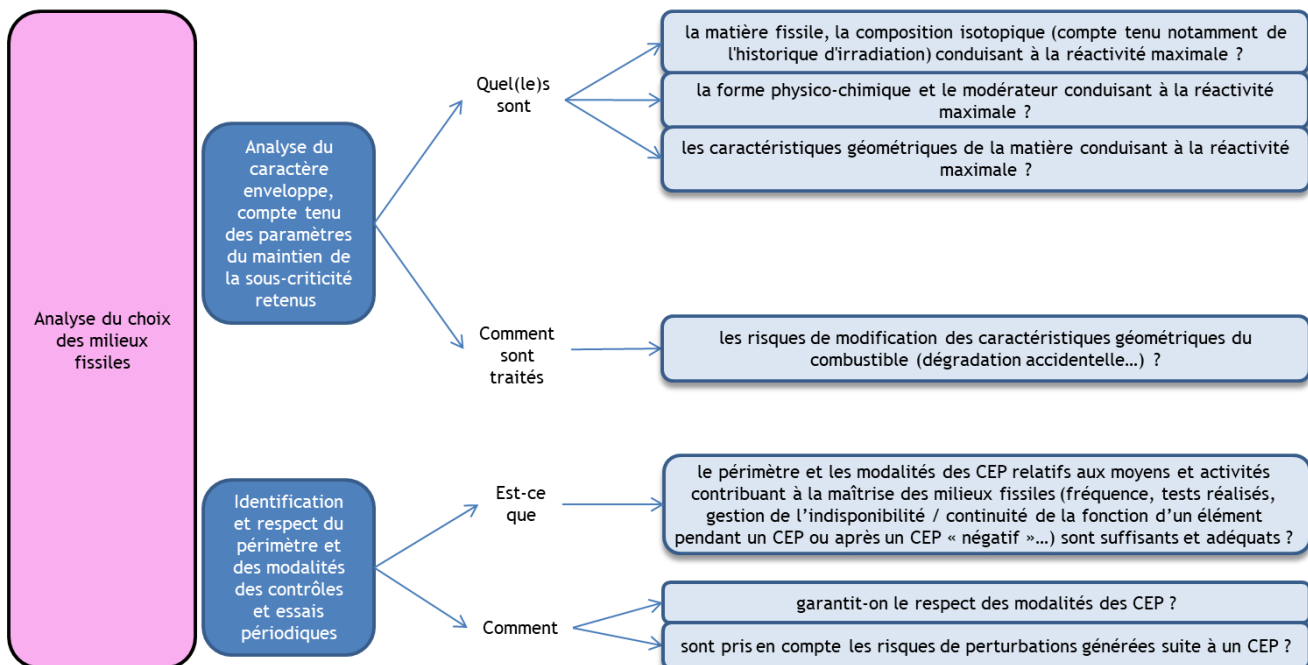 Analyse du choix
des milieux
fissiles
Analyse du
caractère
enveloppe,
compte tenu
des paramètres
du maintien de
la sous-criticité
retenus
Quel(le)s
sont
la matière fissile, la composition isotopique (compte tenu notamment de
l'historique d'irradiation) conduisant à la réactivité maximale ?
la forme physico-chimique et le modérateur conduisant à la réactivité
maximale ?
les caractéristiques géométriques de la matière conduisant à la réactivité
maximale ?
Comment
sont
traités
les risques de modification des caractéristiques géométriques du
combustible (dégradation accidentelle...) ?
Identification
et respect du
périmètre et
des modalités
des contrôles
et essais
périodiques
Est-ce
que
le périmètre et les modalités des CEP relatifs aux moyens et activités
contribuant à la maîtrise des milieux fissiles (fréquence, tests réalisés,
gestion de l’indisponibilité / continuité de la fonction d’un élément
pendant un CEP ou après un CEP « négatif »...) sont suffisants et adéquats ?
Comment
garantit-on le respect des modalités des CEP ?
sont pris en compte les risques de perturbations générées suite à un CEP ?